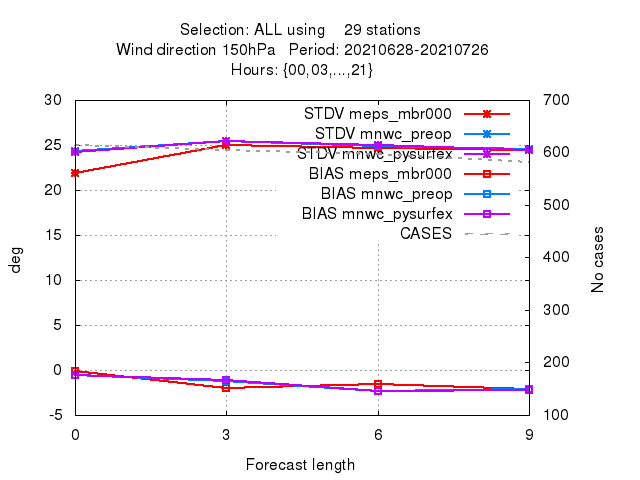 Selection: ALL using 29 stations
Wind direction 150hPa Period: 20210628-20210726
Hours: {00,03,...,21}
30
25
20
15
10
5
0
-5
deg
700
600
500
400
300
200
100
No cases
STDV meps_mbr000
STDV mnwc_preop
STDV mnwc_pysurfex
BIAS meps_mbr000
BIAS mnwc_preop
BIAS mnwc_pysurfex
CASES
0 3 6 9
Forecast length